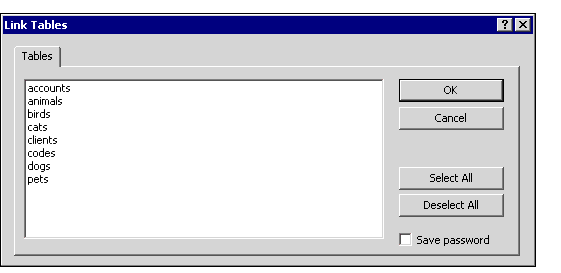 Link Tables
Tables
accounts
animals
birds
cats
clients
codes
dogs
pets
OK
Cancel
Select All
Deselect All
Save password